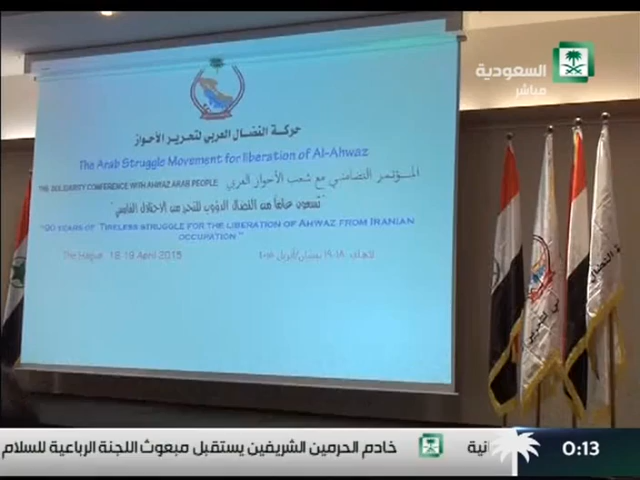 السعودية
مباشر
حركة النضال العربي لتحرير الأحواز
The Arab Struggle Movement for liberation of Al-Ahwaz
المؤتمر التضامني مع شعب الأحواز العربي
THE SOLIDARITY CONFERENCE WITH AHWAZ ARAB PEOPLE
"تسعون عاماً من النضال الدؤوب للتحرر من الاحتلال الفارسي"
"90 YEARS OF TIRELESS STRUGGLE FOR THE LIBERATION OF AHWAZ FROM IRANIAN
OCCUPATION"
The Hague 18-19 April 2015
لاهاي ١٨-١٩ نيسان/أبريل ٢٠١٥
النضال
خادم الحرمين الشريفين يستقبل مبعوث اللجنة الرباعية للسلام
0:13